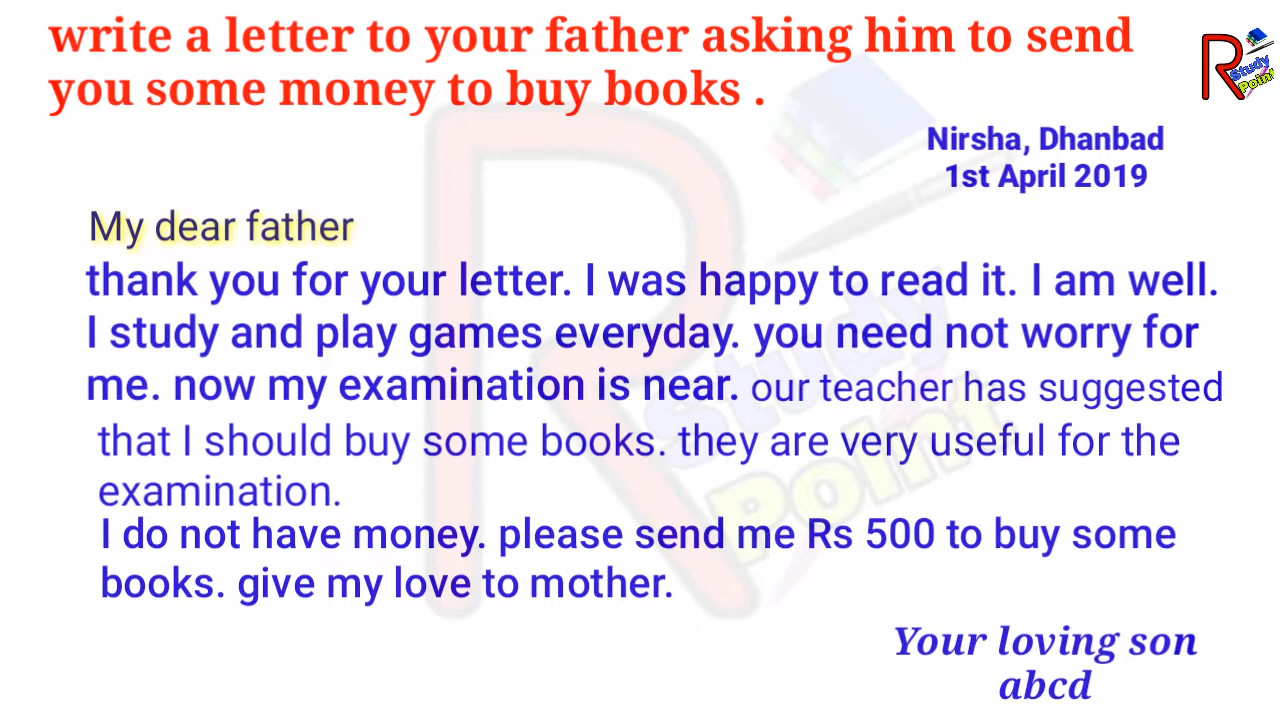 write a letter to your father asking him to send
you some money to buy books .
R Study Point
Nirsha, Dhanbad
1st April 2019
My dear father
thank you for your letter. I was happy to read it. I am well.
I study and play games everyday. you need not worry for
me. now my examination is near. our teacher has suggested
that I should buy some books. they are very useful for the
examination.
I do not have money. please send me Rs 500 to buy some
books. give my love to mother.
Your loving son
abcd